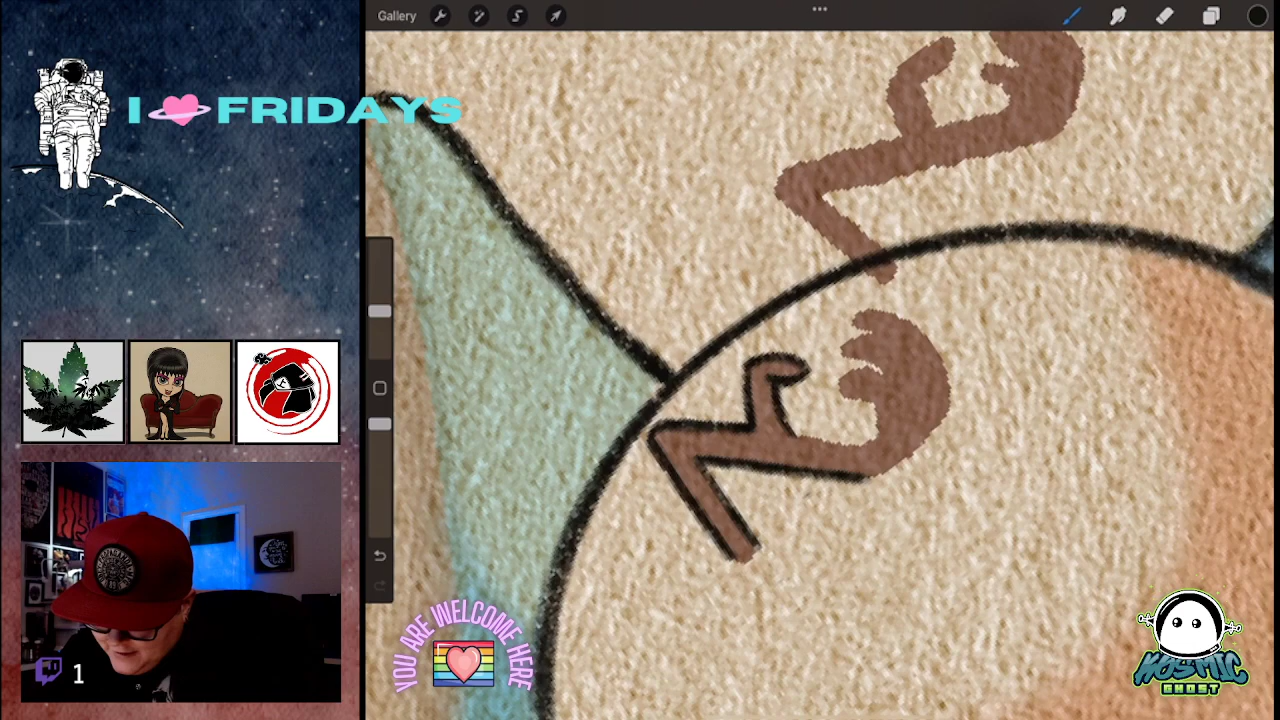 Gallery
I FRIDAYS
1
YOU ARE WELCOME HERE
KOSMIC
GHOST